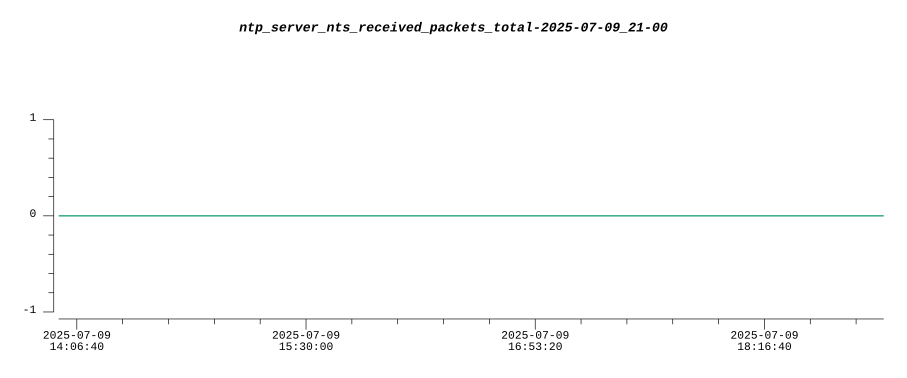 ntp_server_nts_received_packets_total-2025-07-09_21-00
1
0
-1
2025-07-09 2025-07-09 2025-07-09 2025-07-09
14:06:40 15:30:00 16:53:20 18:16:40